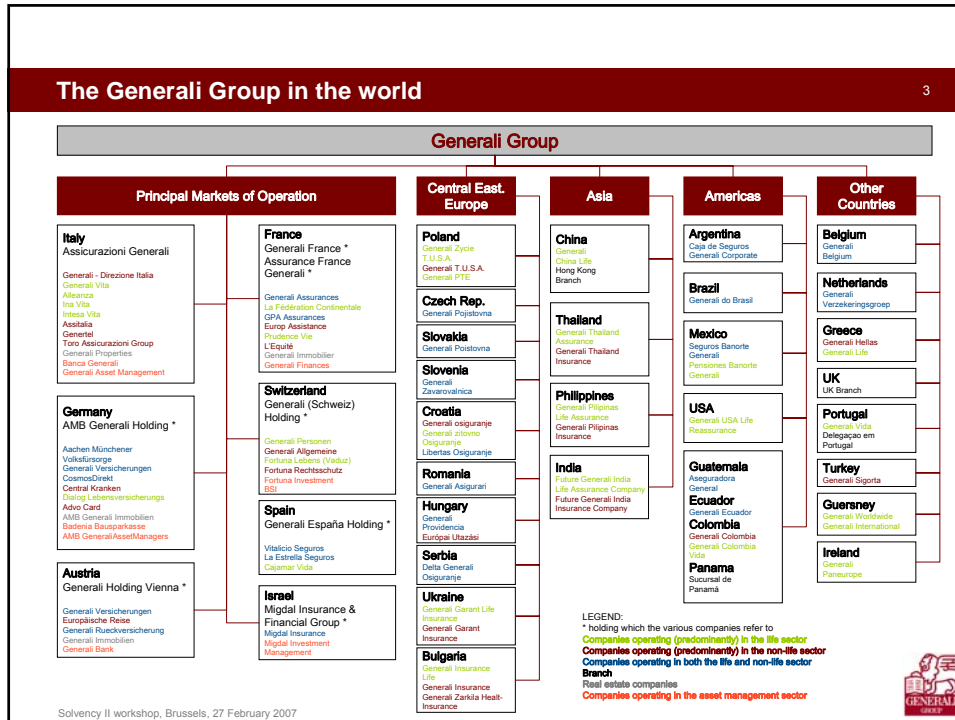 The Generali Group in the world
3
Generali Group
Principal Markets of Operation
Italy
Assicurazioni Generali
Generali - Direzione Italia
Generali Vita
Alleanza
Ina Vita
Intesa Vita
Assitalia
Genertel
Toro Assicurazioni Group
Generali Properties
Banca Generali
Generali Asset Management
Germany
AMB Generali Holding *
Aachen Münchener
Volksfürsorge
Generali Versicherungen
CosmosDirekt
Central Kranken
Dialog Lebensversicherungs
Advo Card
AMB Generali Immobilien
Badenia Bausparkasse
AMB GeneraliAssetManagers
Austria
Generali Holding Vienna *
Generali Versicherungen
Europäische Reise
Generali Rueckversicherung
Generali Immobilien
Generali Bank
France
Generali France *
Assurance France
Generali *
Generali Assurances
La Fédération Continentale
GPA Assurances
Europ Assistance
Prudence Vie
L'Equité
Generali Immobilier
Generali Finances
Switzerland
Generali (Schweiz)
Holding *
Generali Personen
Generali Allgemeine
Fortuna Lebens (Vaduz)
Fortuna Rechtsschutz
Fortuna Investment
BSI
Spain
Generali España Holding *
Vitalicio Seguros
La Estrella Seguros
Cajamar Vida
Israel
Migdal Insurance &
Financial Group *
Migdal Insurance
Migdal Investment
Management
Central East.
Europe
Poland
Generali Zycie
T.U.S.A.
Generali T.U.S.A.
Generali PTE
Czech Rep.
Generali Pojistovna
Slovakia
Generali Poistovna
Slovenia
Generali
Zavarovalnica
Croatia
Generali osiguranje
Generali zitovno
Osiguranje
Libertas Osiguranje
Romania
Generali Asigurari
Hungary
Generali
Providencia
Európai Utazási
Serbia
Delta Generali
Osiguranje
Ukraine
Generali Garant Life
Insurance
Generali Garant
Insurance
Bulgaria
Generali Insurance
Life
Generali Insurance
Generali Zarkila Healt-
Insurance
Asia
China
Generali
China Life
Hong Kong
Branch
Thailand
Generali Thailand
Assurance
Generali Thailand
Insurance
Philippines
Generali Pilipinas
Life Assurance
Generali Pilipinas
Insurance
India
Future Generali India
Life Assurance Company
Future Generali India
Insurance Company
Americas
Argentina
Caja de Seguros
Generali Corporate
Brazil
Generali do Brasil
Mexico
Seguros Banorte
Generali
Pensiones Banorte
Generali
USA
Generali USA Life
Reassurance
Guatemala
Aseguradora
General
Ecuador
Generali Ecuador
Colombia
Generali Colombia
Generali Colombia
Vida
Panama
Sucursal de
Panamá
Other
Countries
Belgium
Generali
Belgium
Netherlands
Generali
Verzekeringsgroep
Greece
Generali Hellas
Generali Life
UK
UK Branch
Portugal
Generali Vida
Delegaçao em
Portugal
Turkey
Generali Sigorta
Guersney
Generali Worldwide
Generali International
Ireland
Generali
Paneurope
LEGEND:
* holding which the various companies refer to
Companies operating (predominantly) in the life sector
Companies operating (predominantly) in the non-life sector
Companies operating in both the life and non-life sector
Branch
Real estate companies
Companies operating in the asset management sector
GENERALI
GROUP
Solvency II workshop, Brussels, 27 February 2007